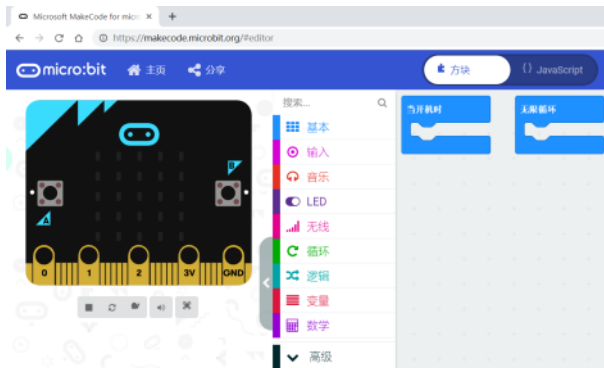 Microsoft MakeCode for micro
https://makecode.microbit.org/#editor
micro:bit 主页 分享 方块 {} JavaScript
搜索...
基本
输入
音乐
LED
无线
循环
逻辑
变量
数学
高级
当开机时 无限循环
A
B
0 1 2 3V GND